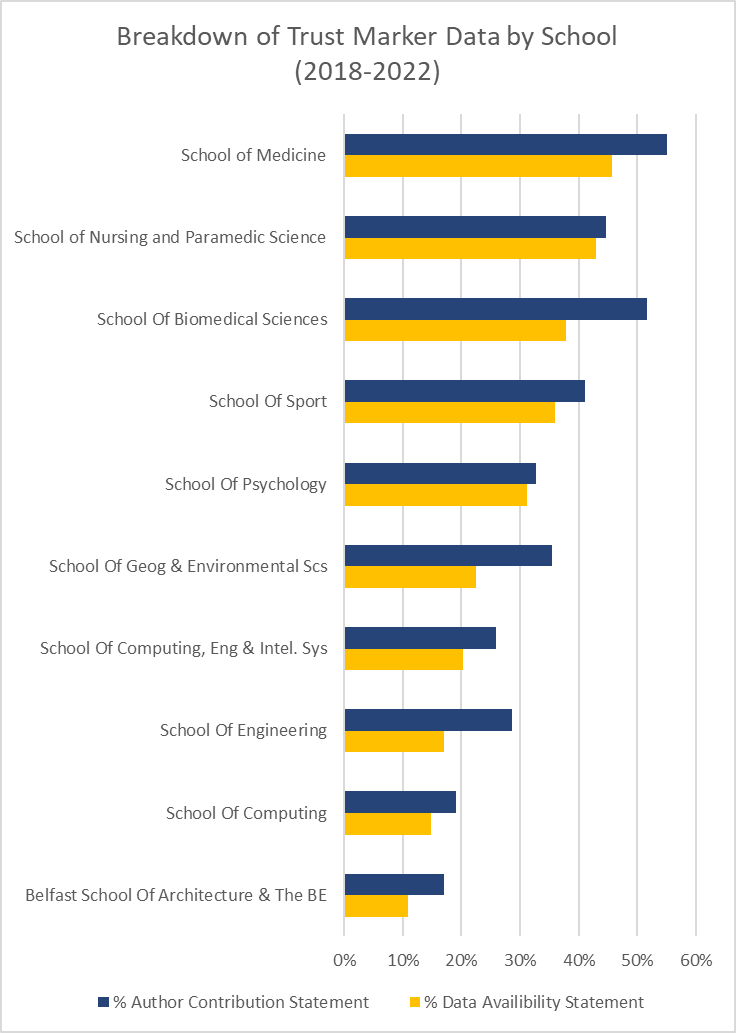 Breakdown of Trust Marker Data by School
(2018-2022)
School of Medicine
School of Nursing and Paramedic Science
School Of Biomedical Sciences
School Of Sport
School Of Psychology
School Of Geog & Environmental Scs
School Of Computing, Eng & Intel. Sys
School Of Engineering
School Of Computing
Belfast School Of Architecture & The BE
0% 10% 20% 30% 40% 50% 60%
% Author Contribution Statement % Data Availibility Statement